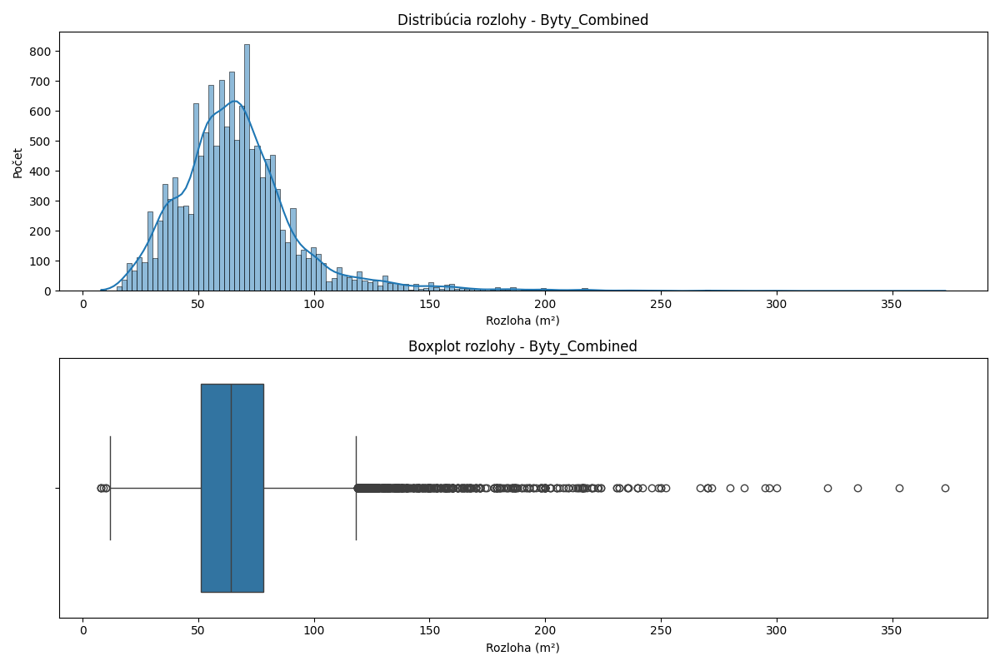 Distribúcia rozlohy - Byty_Combined
800
700
600
500
400
300
200
100
0
Počet
0 50 100 150 200 250 300 350
Rozloha (m²)
Boxplot rozlohy - Byty_Combined
0 50 100 150 200 250 300 350
Rozloha (m²)